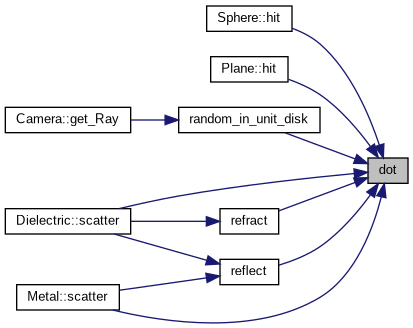 Sphere::hit
Plane::hit
Camera::get_Ray
random_in_unit_disk
dot
Dielectric::scatter
refract
reflect
Metal::scatter